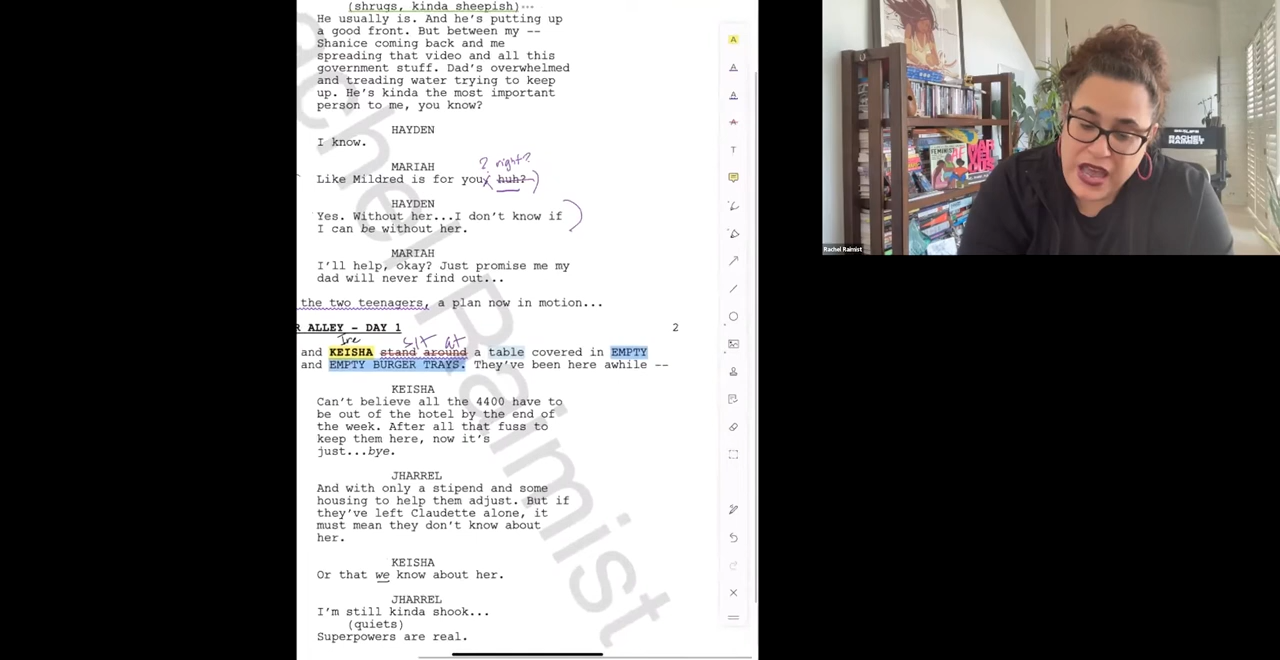 (shrugs, kinda sheepish)
He usually is. And he's putting up
a good front. But between my --
Shanice coming back and me
spreading that video and all this
government stuff. Dad's overwhelmed
and treading water trying to keep
up. He's kinda the most important
person to me, you know?
HAYDEN
I know.
? right?
MARIAH
Like Mildred is for you, huh?
HAYDEN
Yes. Without her...I don't know if
I can be without her.
MARIAH
I'll help, okay? Just promise me my
dad will never find out...
the two teenagers, a plan now in motion...
R ALLEY - DAY 1 2
sit at
and KEISHA stand around a table covered in EMPTY
and EMPTY BURGER TRAYS. They've been here awhile --
KEISHA
Can't believe all the 4400 have to
be out of the hotel by the end of
the week. After all that fuss to
keep them here, now it's
just...bye.
JHARREL
And with only a stipend and some
housing to help them adjust. But if
they've left Claudette alone, it
must mean they don't know about
her.
KEISHA
Or that we know about her.
JHARREL
I'm still kinda shook...
(quiets)
Superpowers are real.
achel Raimist
RACHEL
RAIMIST
FEMINIST
AF
Rachel Raimist